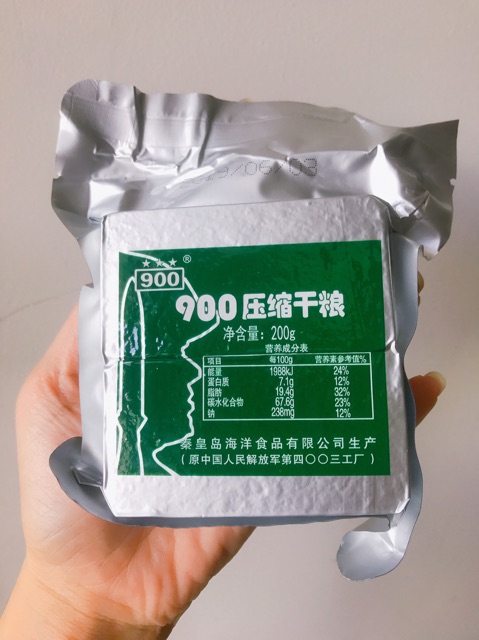 /06/03
★★★ ®
900
900压缩干粮
净含量：200g
营养成分表
项目 每100g 营养素参考值%
能量 1988kJ 24%
蛋白质 7.1g 12%
脂肪 19.4g 32%
碳水化合物 67.6g 23%
钠 238mg 12%
秦皇岛海洋食品有限公司生产
（原中国人民解放军第四〇〇三工厂）